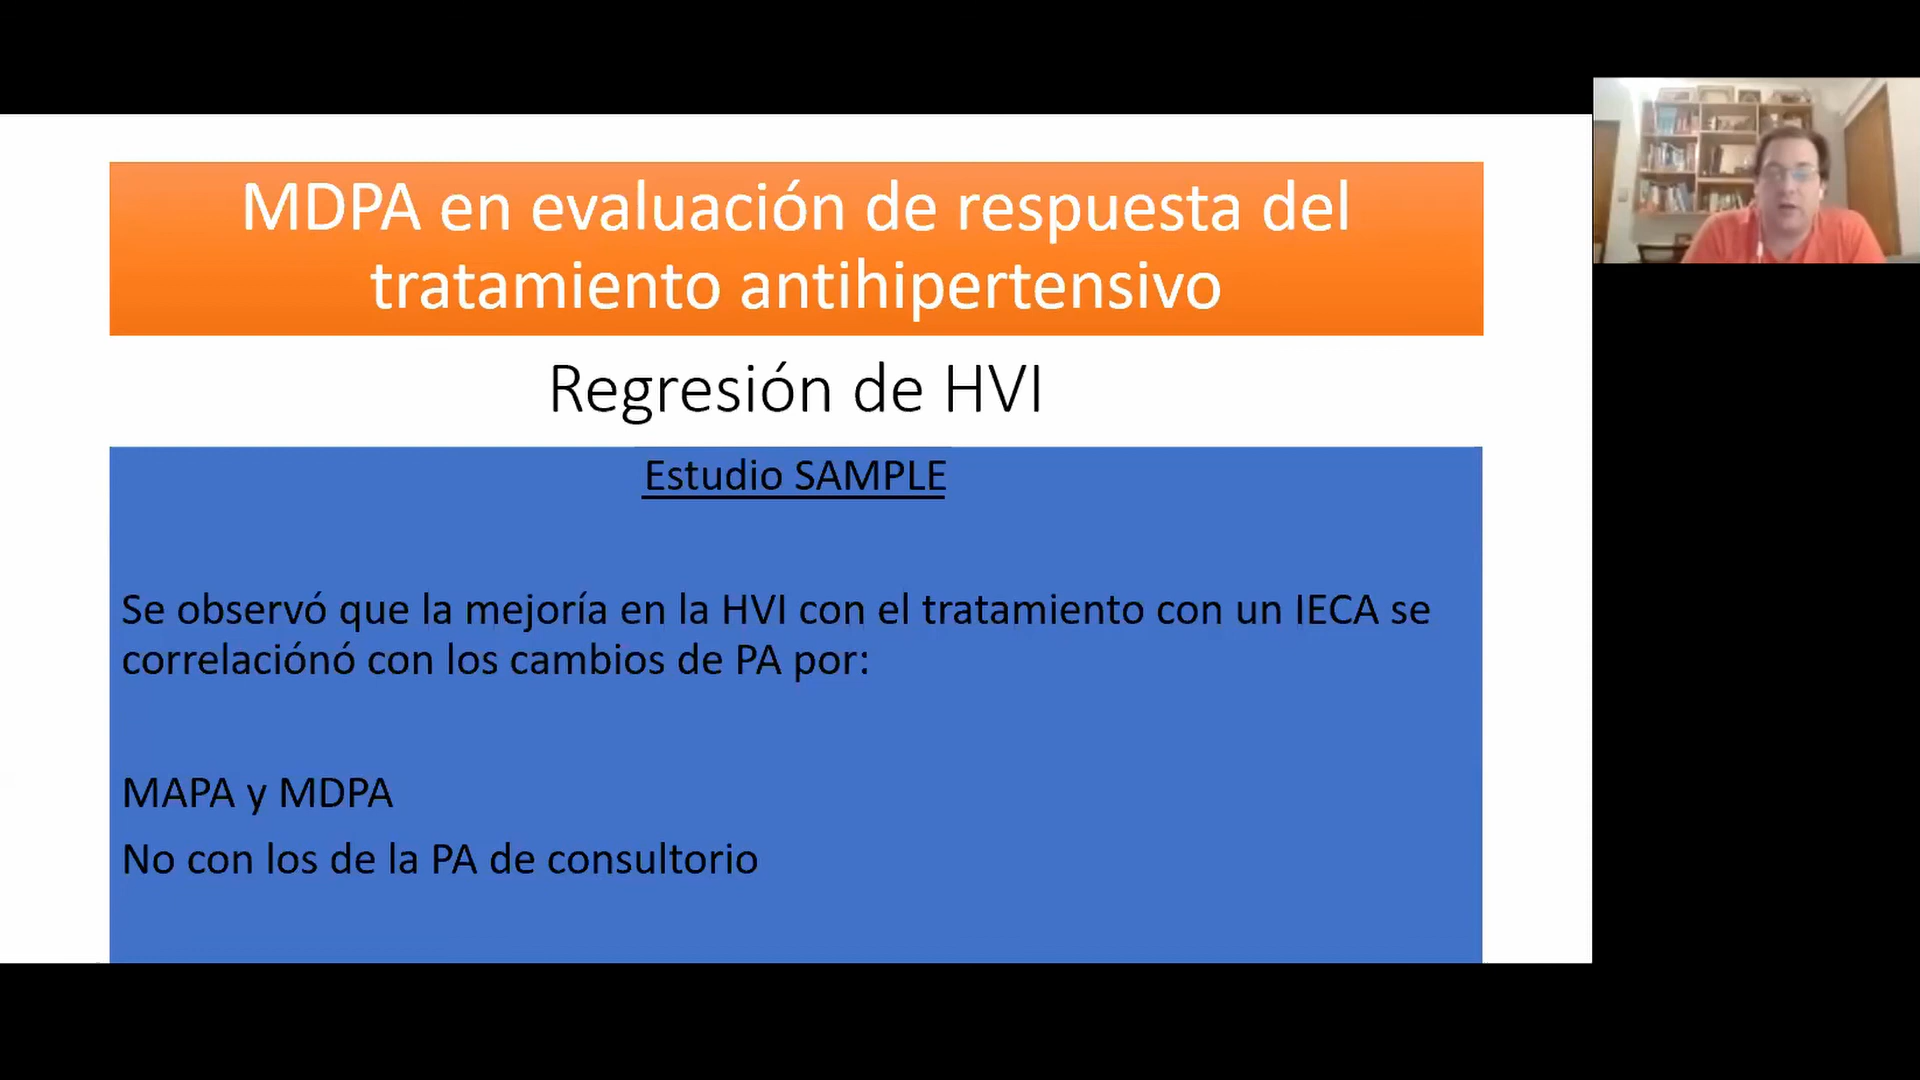 MDPA en evaluación de respuesta del
tratamiento antihipertensivo
Regresión de HVI
Estudio SAMPLE
Se observó que la mejoría en la HVI con el tratamiento con un IECA se
correlaciónó con los cambios de PA por:
MAPA y MDPA
No con los de la PA de consultorio